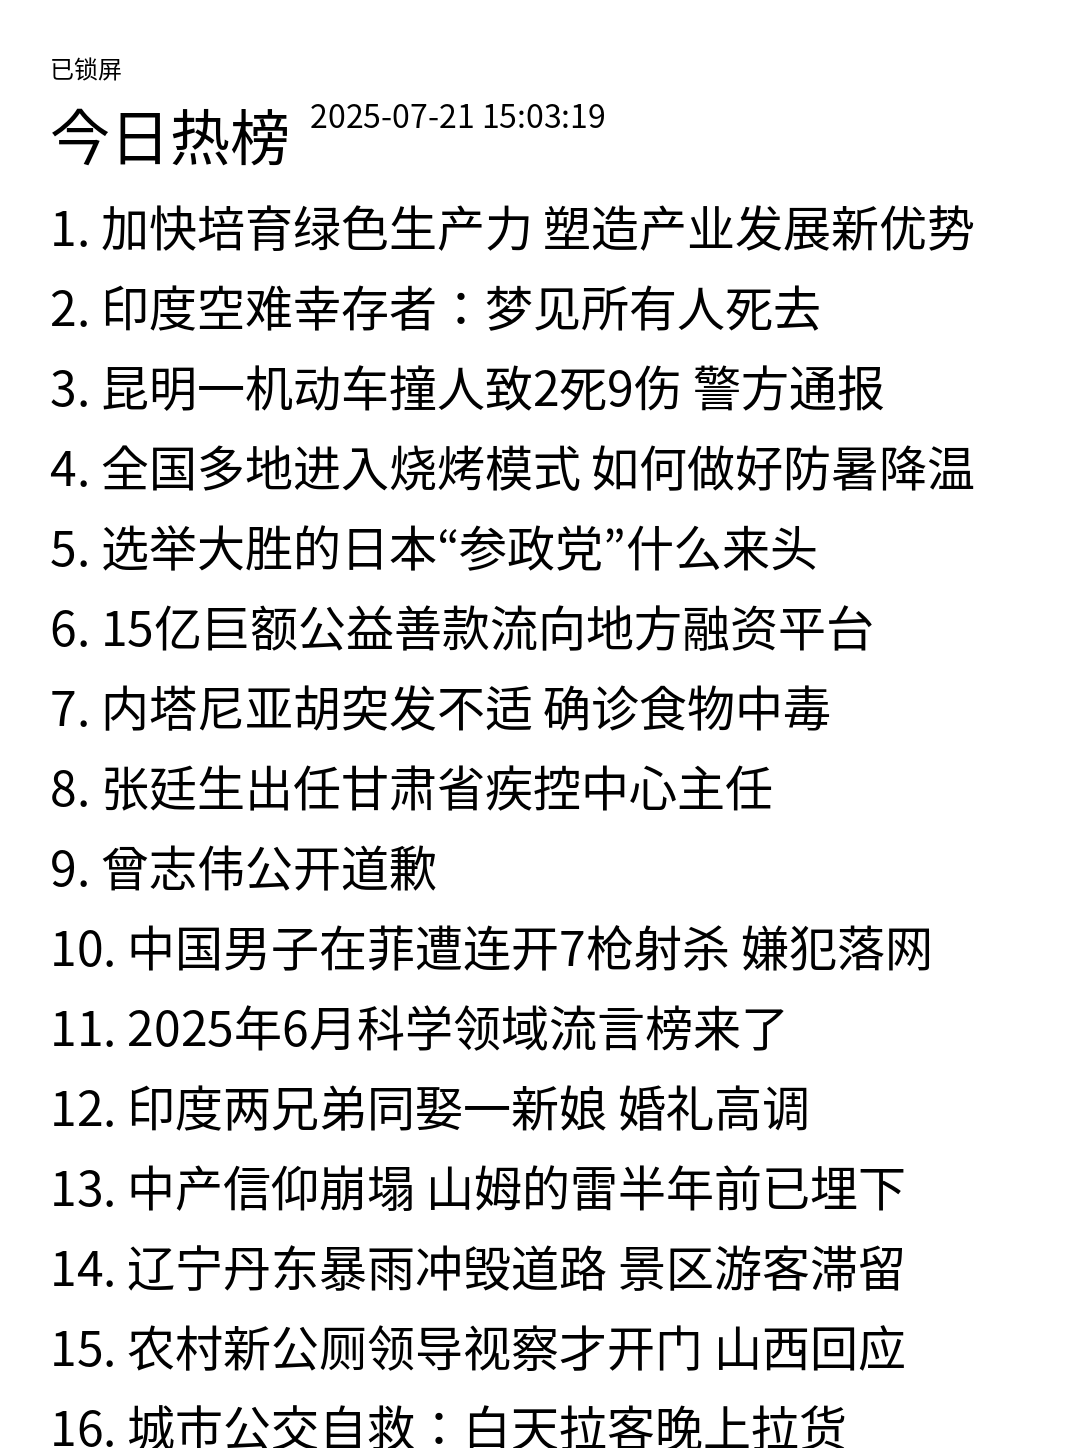 已锁屏
今日热榜 2025-07-21 15:03:19
1. 加快培育绿色生产力 塑造产业发展新优势
2. 印度空难幸存者：梦见所有人死去
3. 昆明一机动车撞人致2死9伤 警方通报
4. 全国多地进入烧烤模式 如何做好防暑降温
5. 选举大胜的日本“参政党”什么来头
6. 15亿巨额公益善款流向地方融资平台
7. 内塔尼亚胡突发不适 确诊食物中毒
8. 张廷生出任甘肃省疾控中心主任
9. 曾志伟公开道歉
10. 中国男子在菲遭连开7枪射杀 嫌犯落网
11. 2025年6月科学领域流言榜来了
12. 印度两兄弟同娶一新娘 婚礼高调
13. 中产信仰崩塌 山姆的雷半年前已埋下
14. 辽宁丹东暴雨冲毁道路 景区游客滞留
15. 农村新公厕领导视察才开门 山西回应
16. 城市公交自救：白天拉客晚上拉货